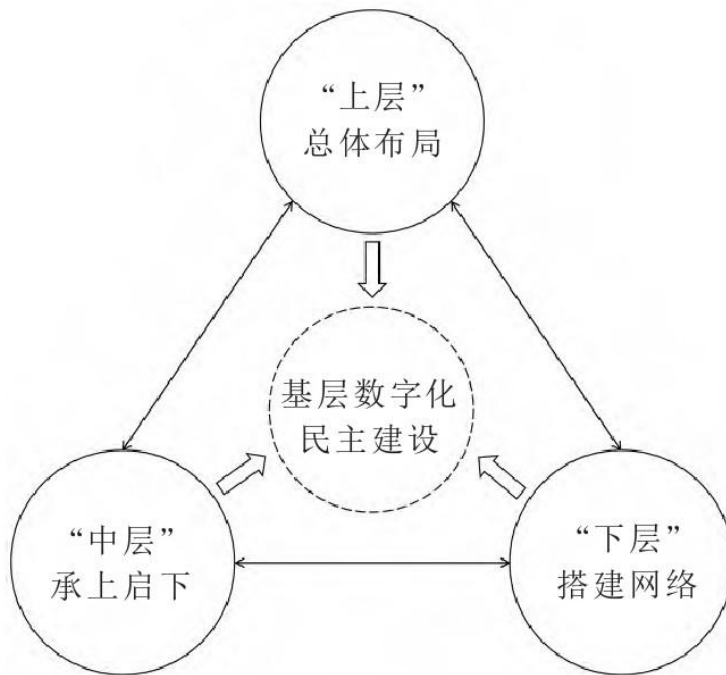 “上层”
总体布局
基层数字化
民主建设
“中层”
承上启下
“下层”
搭建网络